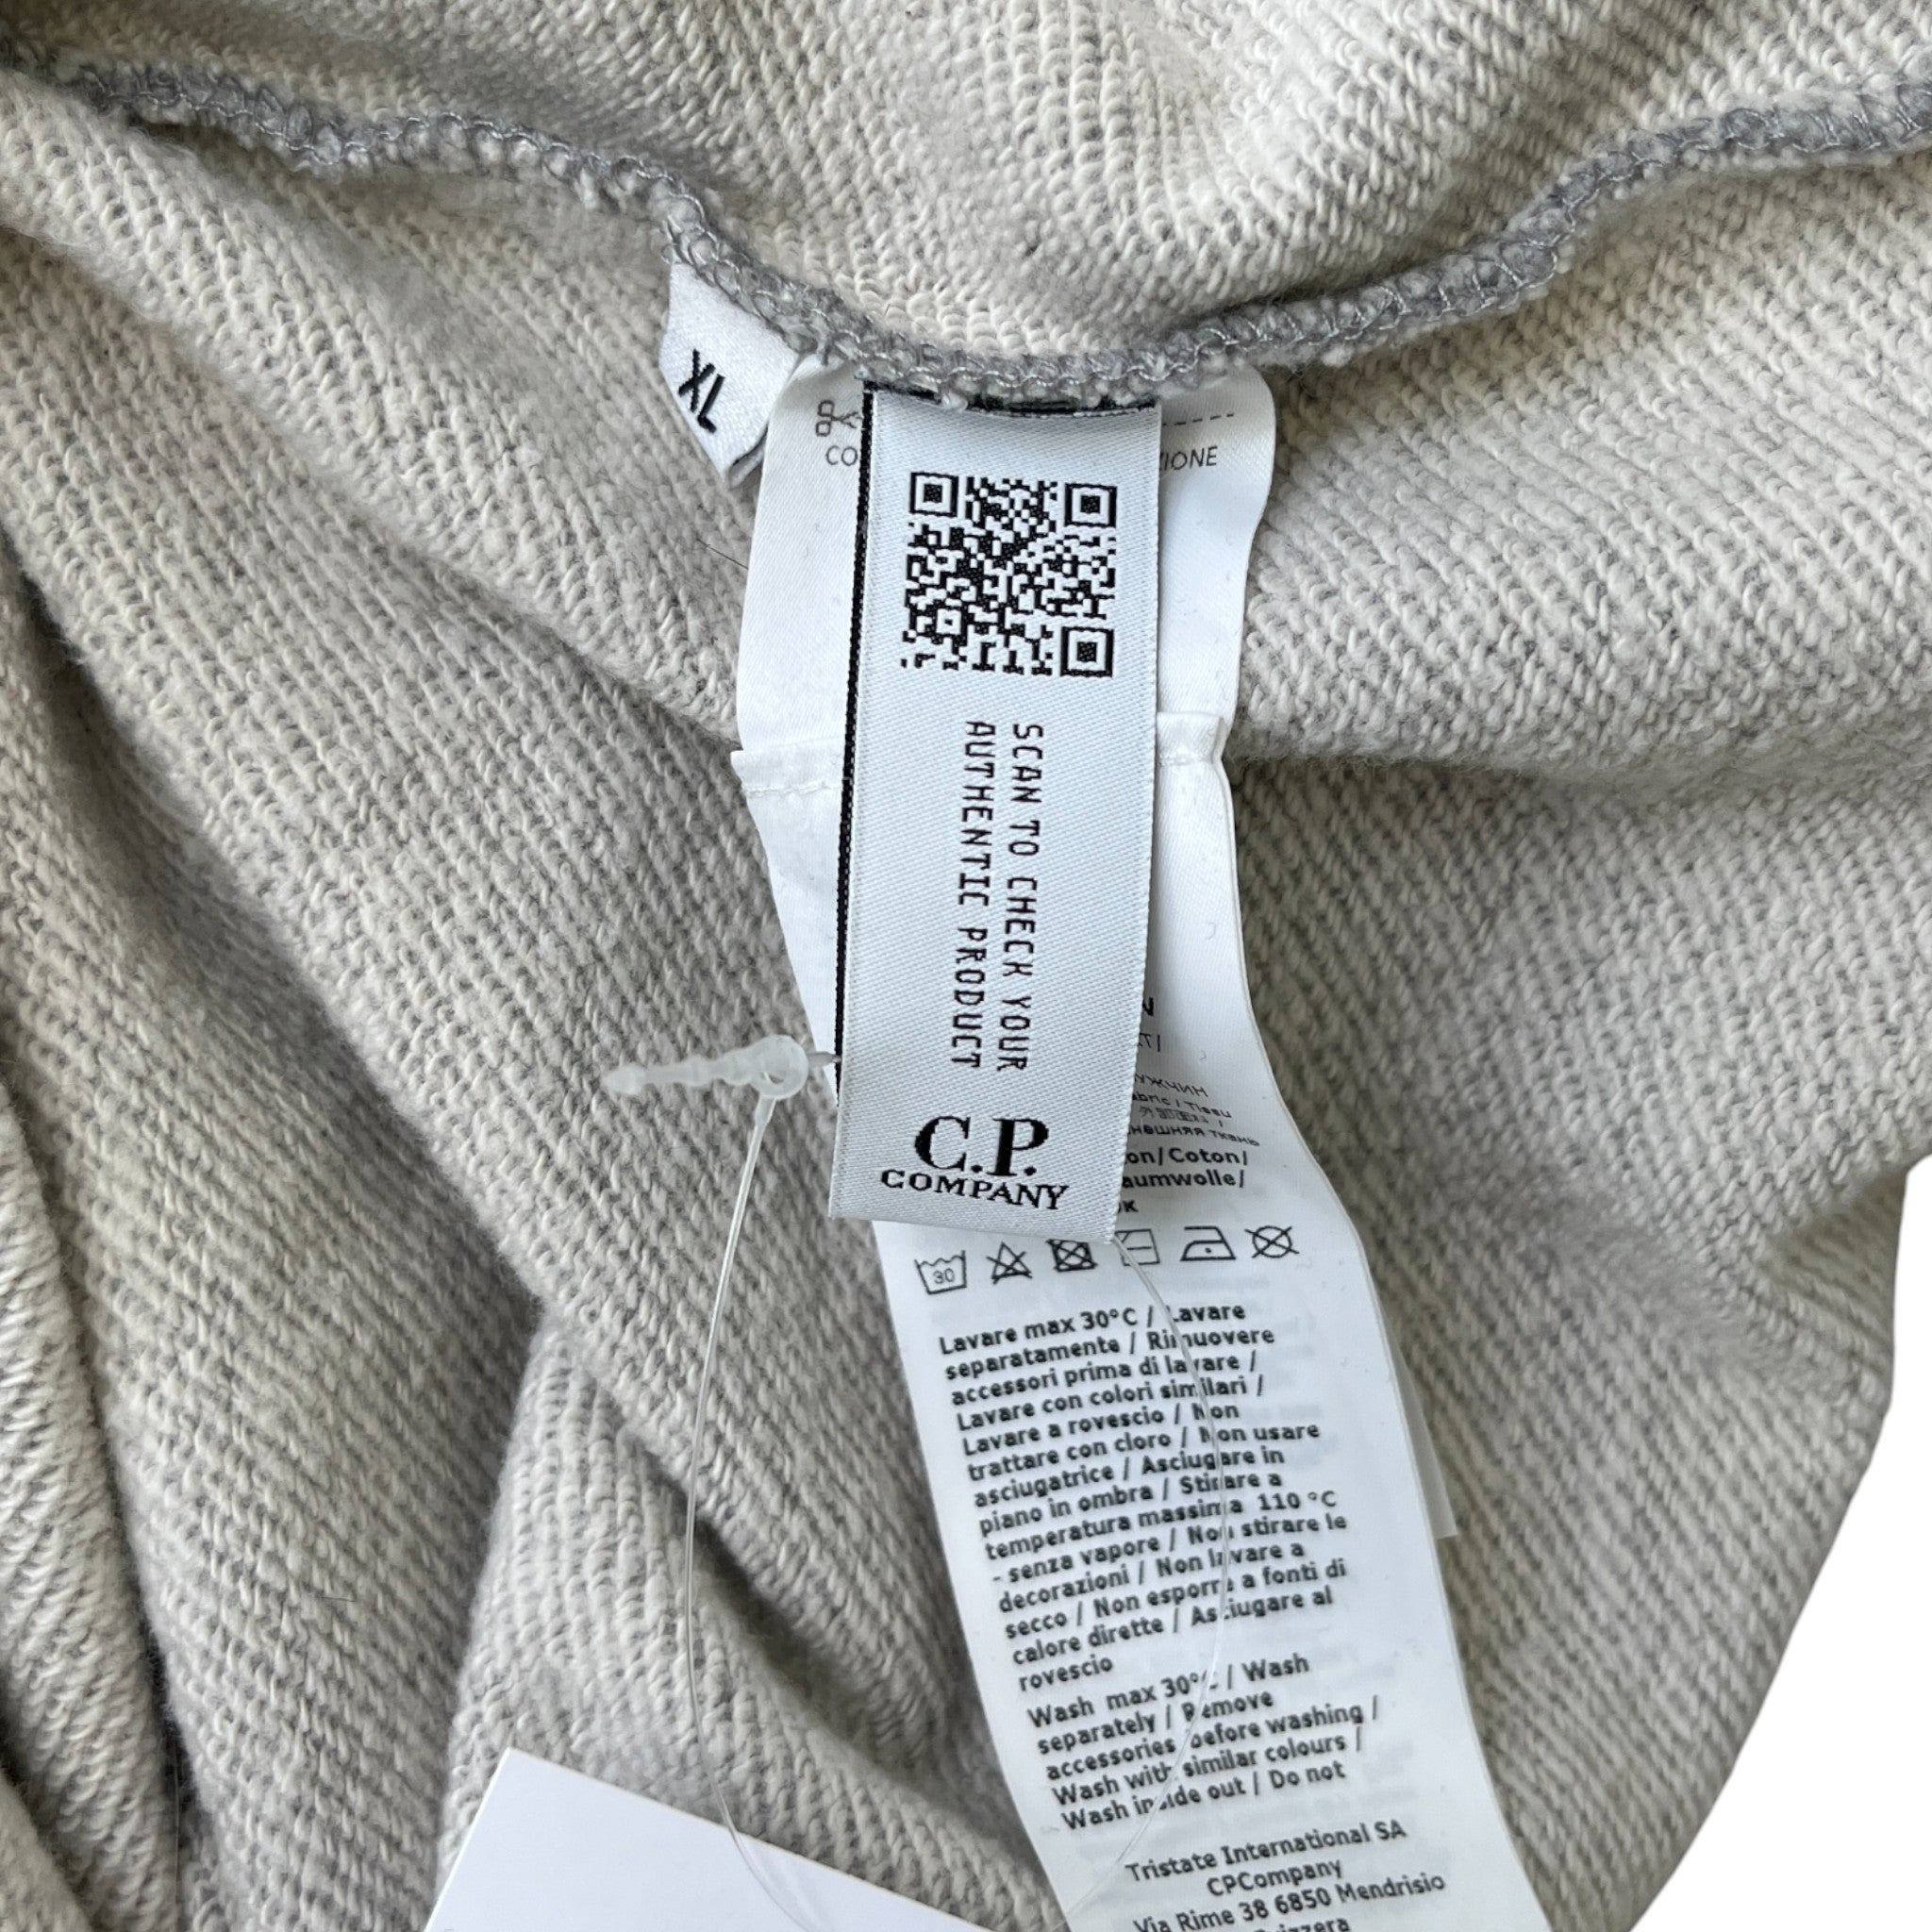 XL
SCAN TO CHECK YOUR
AUTHENTIC PRODUCT
C.P.
COMPANY
on/Coton/
aumwolle/
30
Lavare max 30°C / Lavare
separatamente / Rimuovere
accessori prima di lavare /
Lavare con colori similari /
Lavare a rovescio / Non
trattare con cloro / Non usare
asciugatrice / Asciugare in
piano in ombra / Stirare a
temperatura massima 110 °C
- senza vapore / Non stirare le
decorazioni / Non lavare a
secco / Non esporre a fonti di
calore dirette / Asciugare al
rovescio
Wash max 30°C / Wash
separately / Remove
accessories before washing /
Wash with similar colours /
Wash inside out / Do not
Tristate International SA
CPCompany
Via Rime 38 6850 Mendrisio